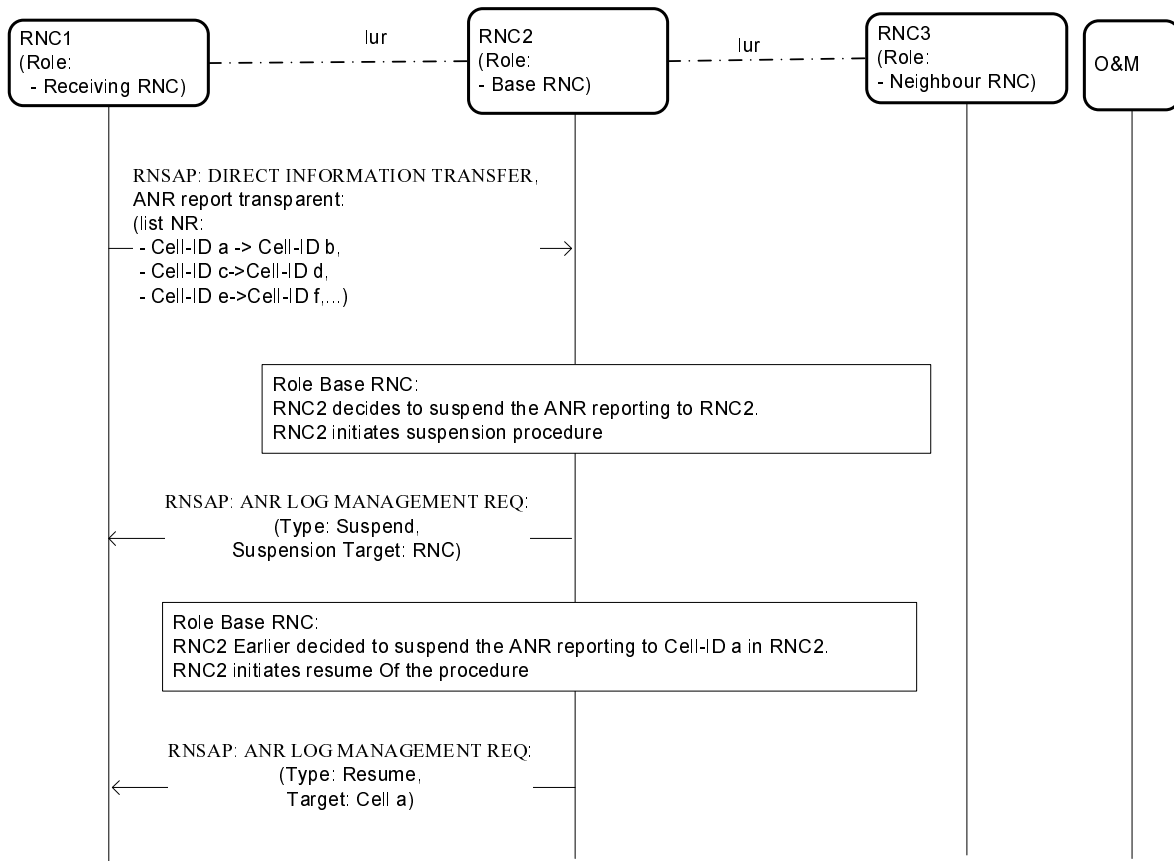 RNC1
(Role:
- Receiving RNC)
Iur
RNC2
(Role:
- Base RNC)
Iur
RNC3
(Role:
- Neighbour RNC)
O&M
RNSAP: DIRECT INFORMATION TRANSFER,
ANR report transparent:
(list NR:
- Cell-ID a -> Cell-ID b,
- Cell-ID c->Cell-ID d,
- Cell-ID e->Cell-ID f,...)
Role Base RNC:
RNC2 decides to suspend the ANR reporting to RNC2.
RNC2 initiates suspension procedure
RNSAP: ANR LOG MANAGEMENT REQ:
(Type: Suspend,
Suspension Target: RNC)
Role Base RNC:
RNC2 Earlier decided to suspend the ANR reporting to Cell-ID a in RNC2.
RNC2 initiates resume Of the procedure
RNSAP: ANR LOG MANAGEMENT REQ:
(Type: Resume,
Target: Cell a)